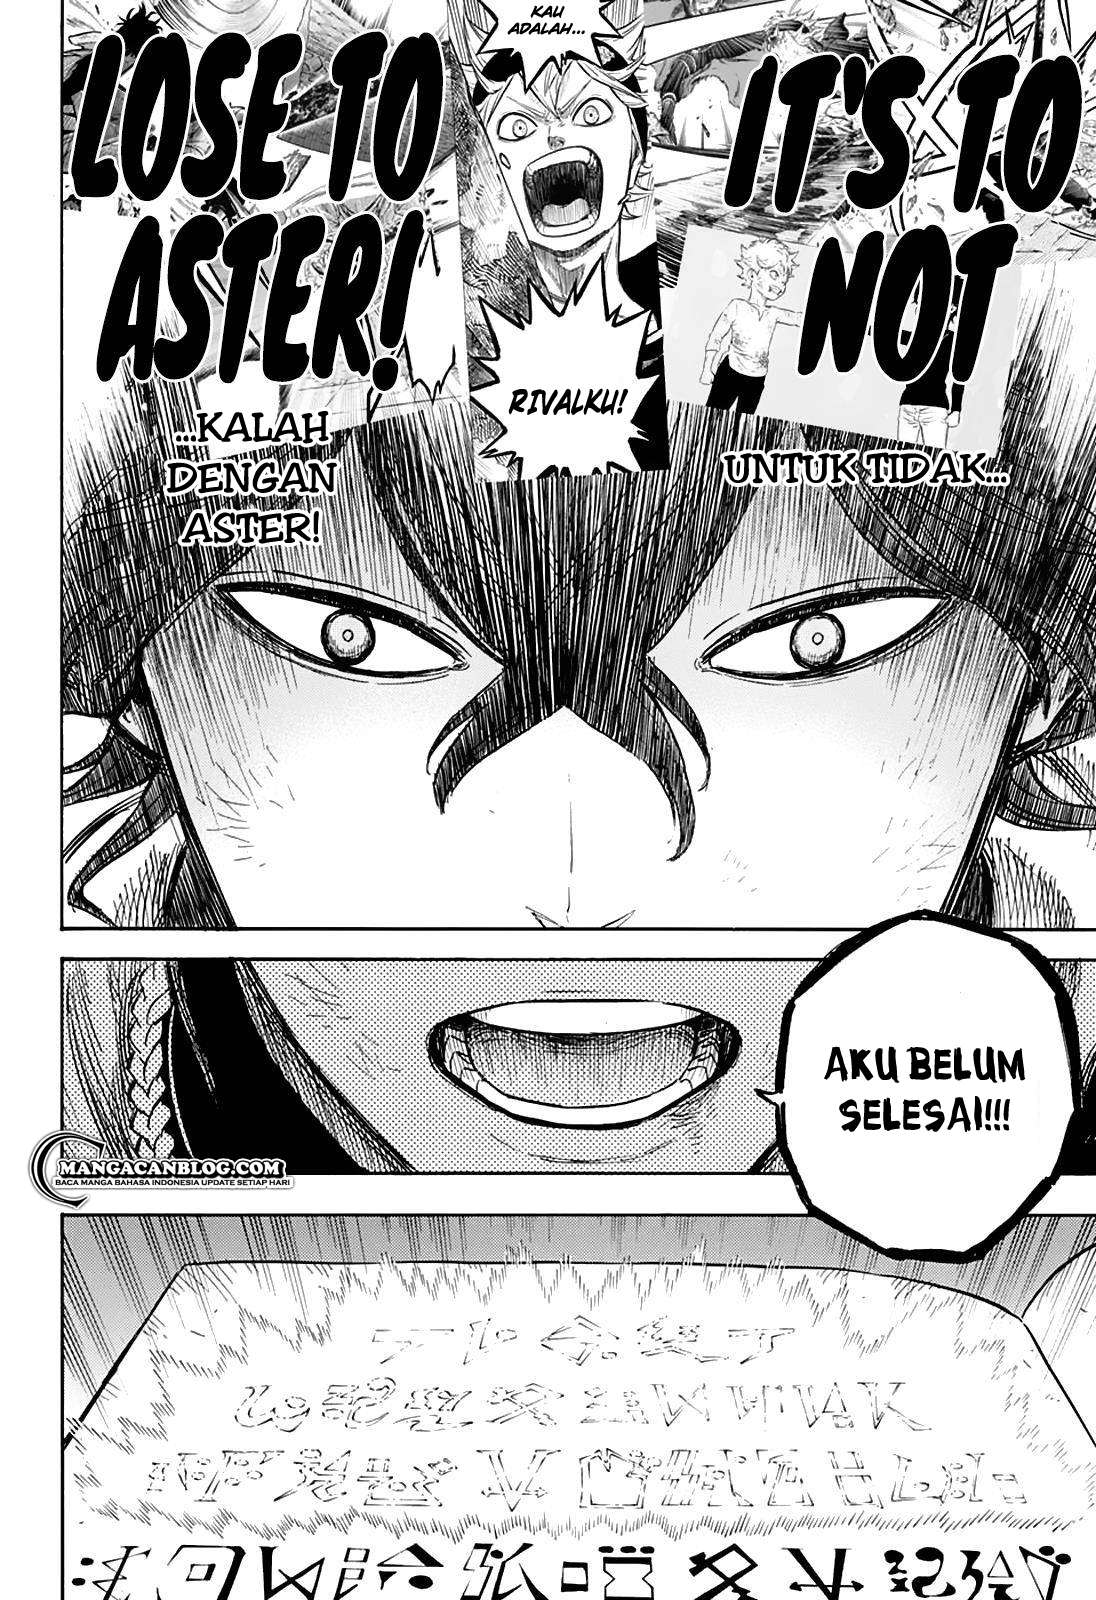 KAU
ADALAH...
IT'S TO
NOT
LOSE TO
ASTER!
RIVALKU!
UNTUK TIDAK...
...KALAH
DENGAN
ASTER!
AKU BELUM
SELESAI!!!
MANGACANBLOG.COM
BACA MANGA BAHASA INDONESIA UPDATE SETIAP HARI